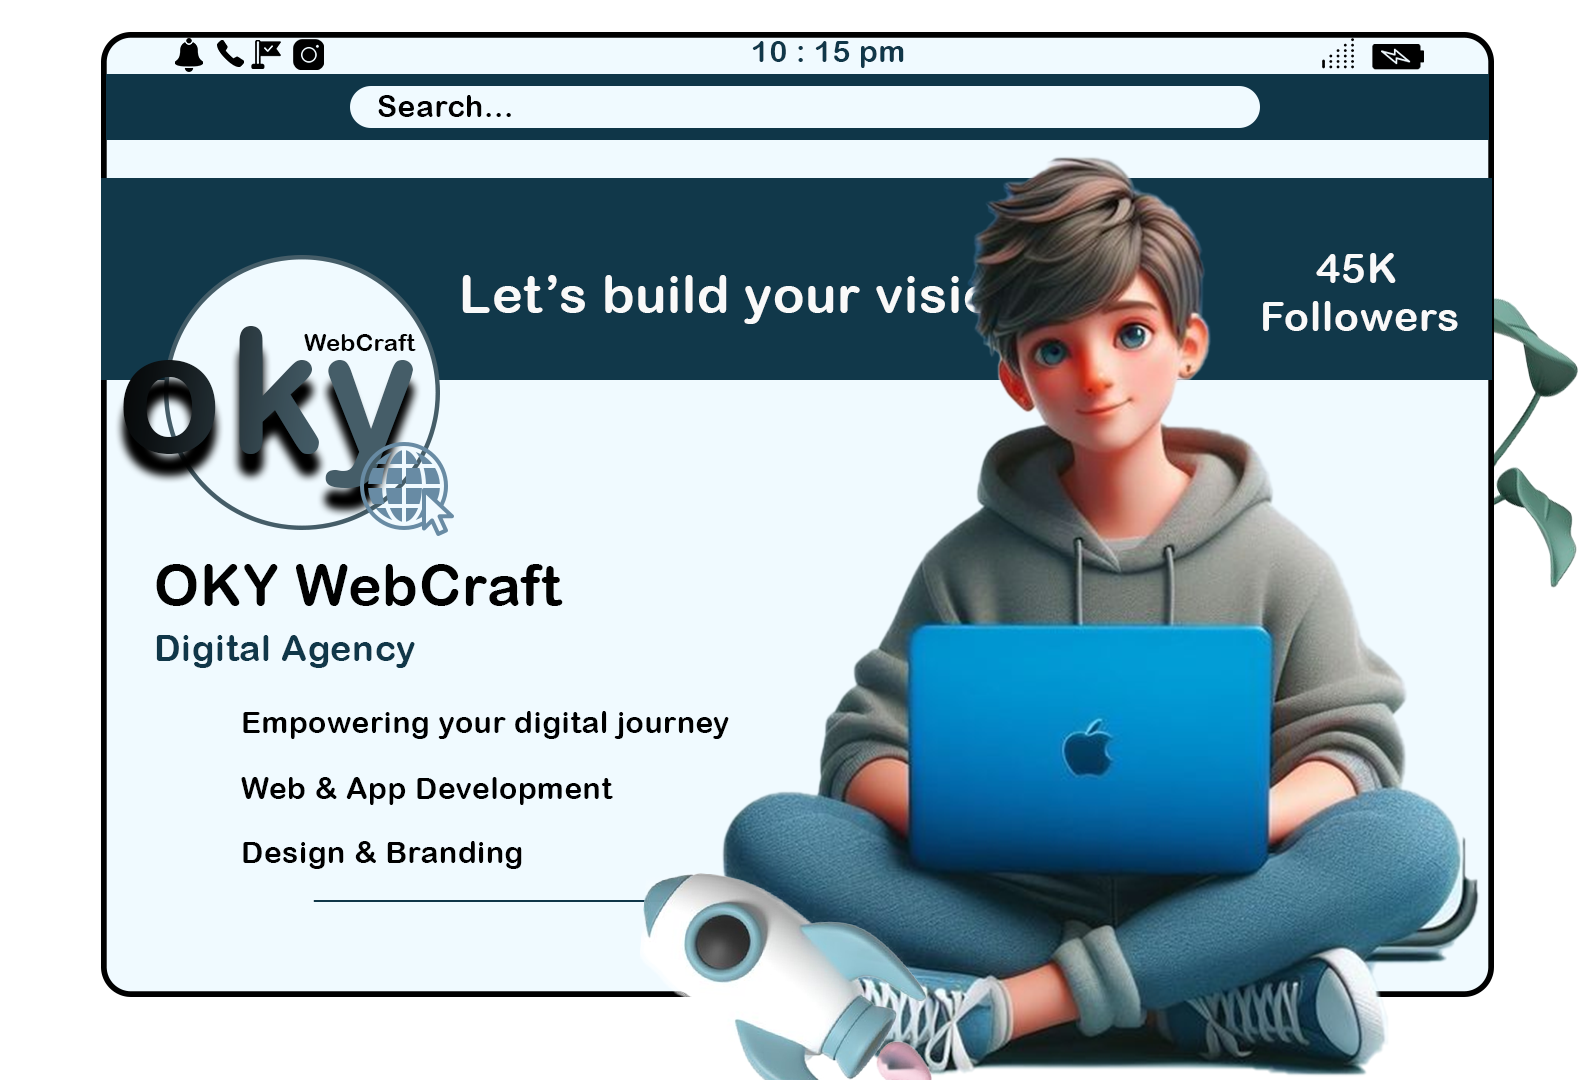 10 : 15 pm
Search...
Let's build your visi
45K
Followers
WebCraft
oky
OKY WebCraft
Digital Agency
Empowering your digital journey
Web & App Development
Design & Branding